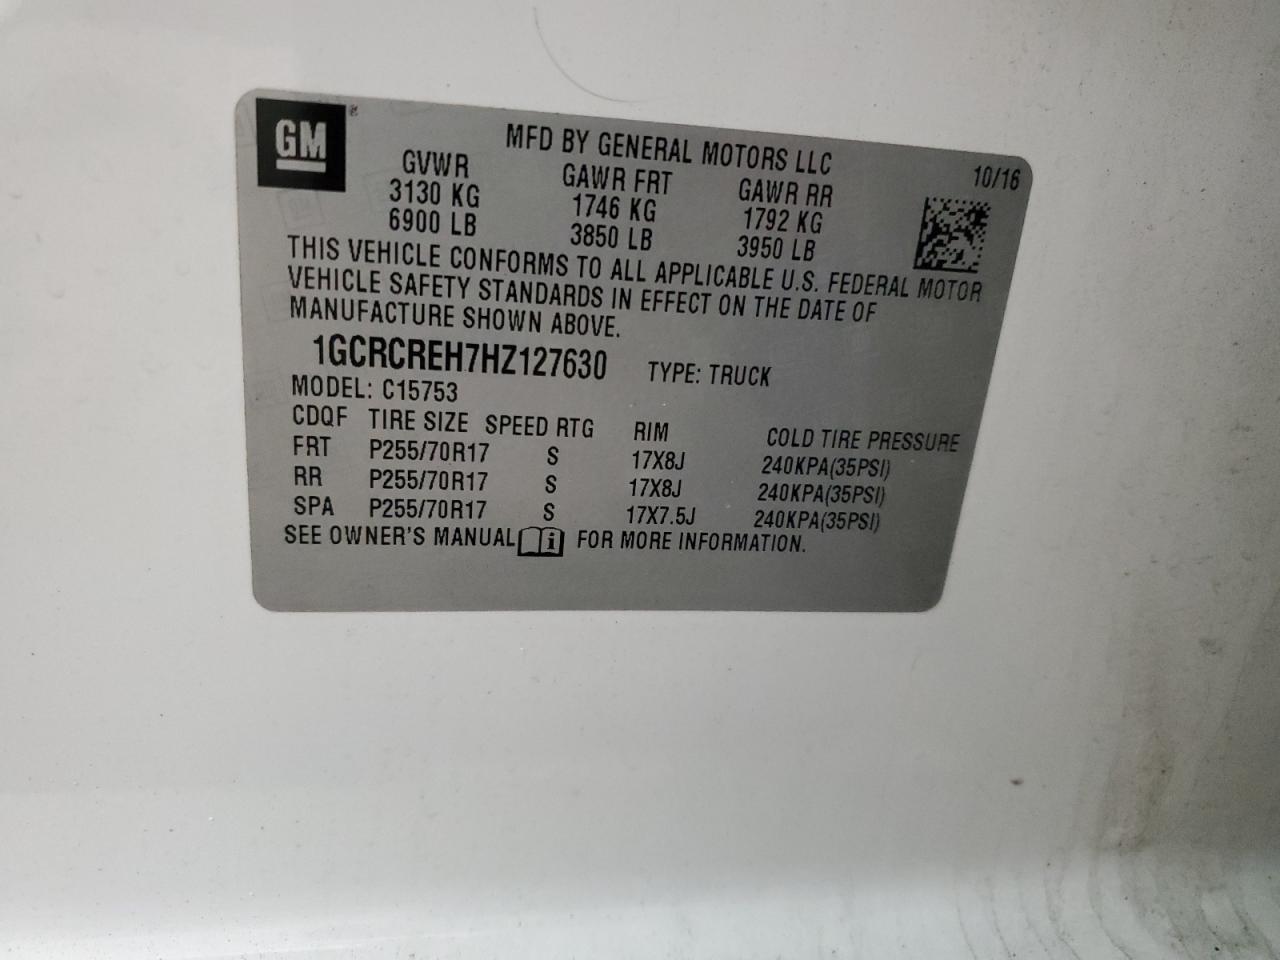 GM ®
MFD BY GENERAL MOTORS LLC
10/16
GVWR GAWR FRT GAWR RR
3130 KG 1746 KG 1792 KG
6900 LB 3850 LB 3950 LB
THIS VEHICLE CONFORMS TO ALL APPLICABLE U.S. FEDERAL MOTOR
VEHICLE SAFETY STANDARDS IN EFFECT ON THE DATE OF
MANUFACTURE SHOWN ABOVE.
1GCRCREH7HZ127630 TYPE: TRUCK
MODEL: C15753
CDQF TIRE SIZE SPEED RTG RIM COLD TIRE PRESSURE
FRT P255/70R17 S 17X8J 240KPA(35PSI)
RR P255/70R17 S 17X8J 240KPA(35PSI)
SPA P255/70R17 S 17X7.5J 240KPA(35PSI)
SEE OWNER'S MANUAL i FOR MORE INFORMATION.